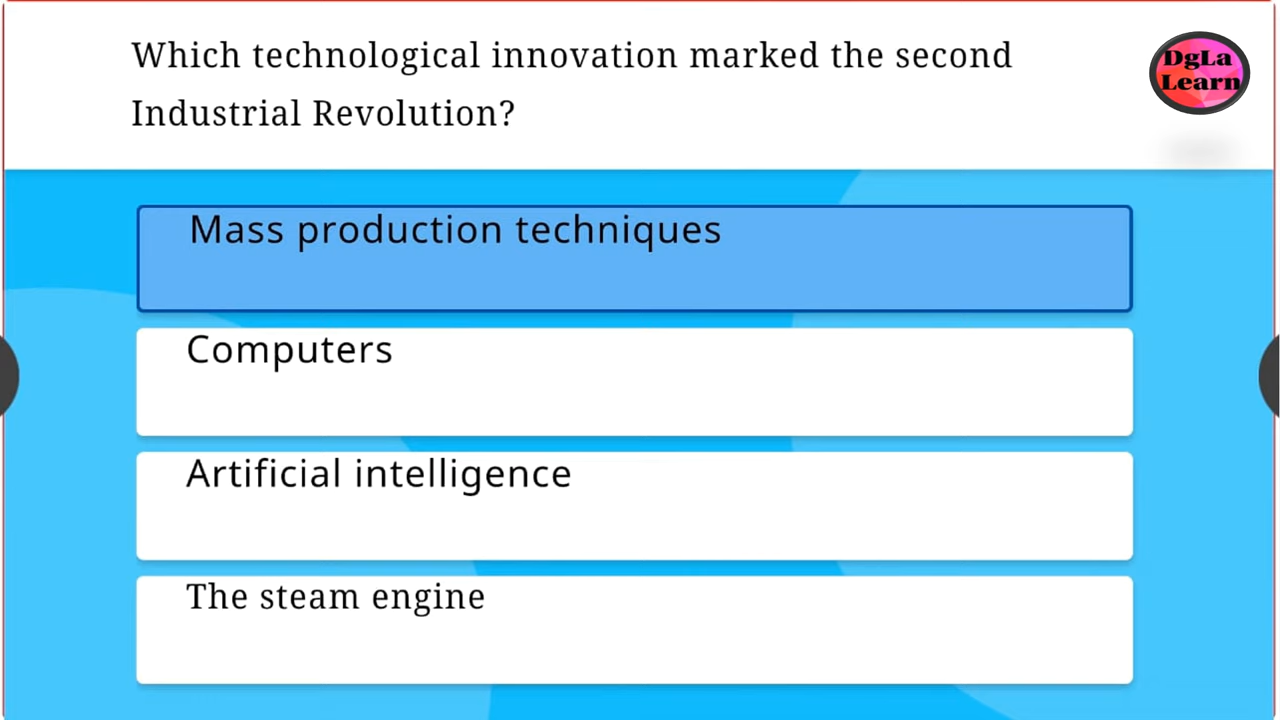 Which technological innovation marked the second
Industrial Revolution?
DgLa
Learn
Mass production techniques
Computers
Artificial intelligence
The steam engine